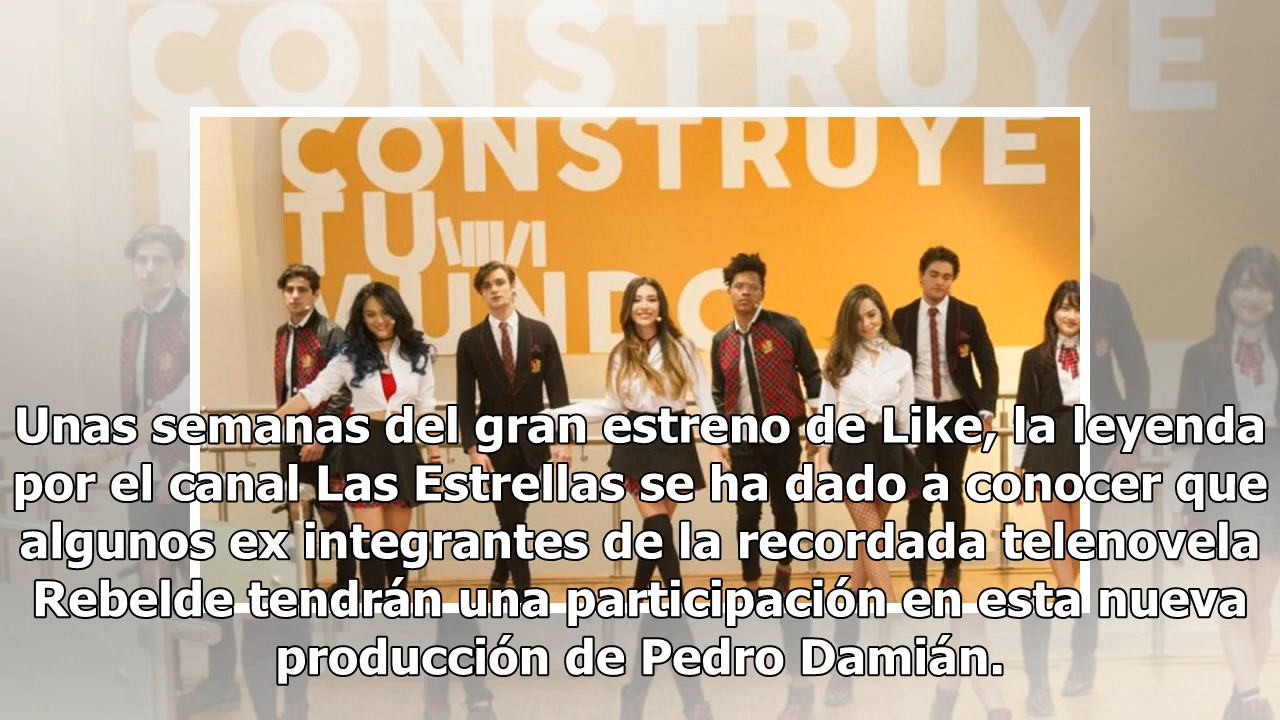 CONSTRUYE
CONSTRUYE
TU
MUNDO
Unas semanas del gran estreno de Like, la leyenda
por el canal Las Estrellas se ha dado a conocer que
algunos ex integrantes de la recordada telenovela
Rebelde tendrán una participación en esta nueva
producción de Pedro Damián.